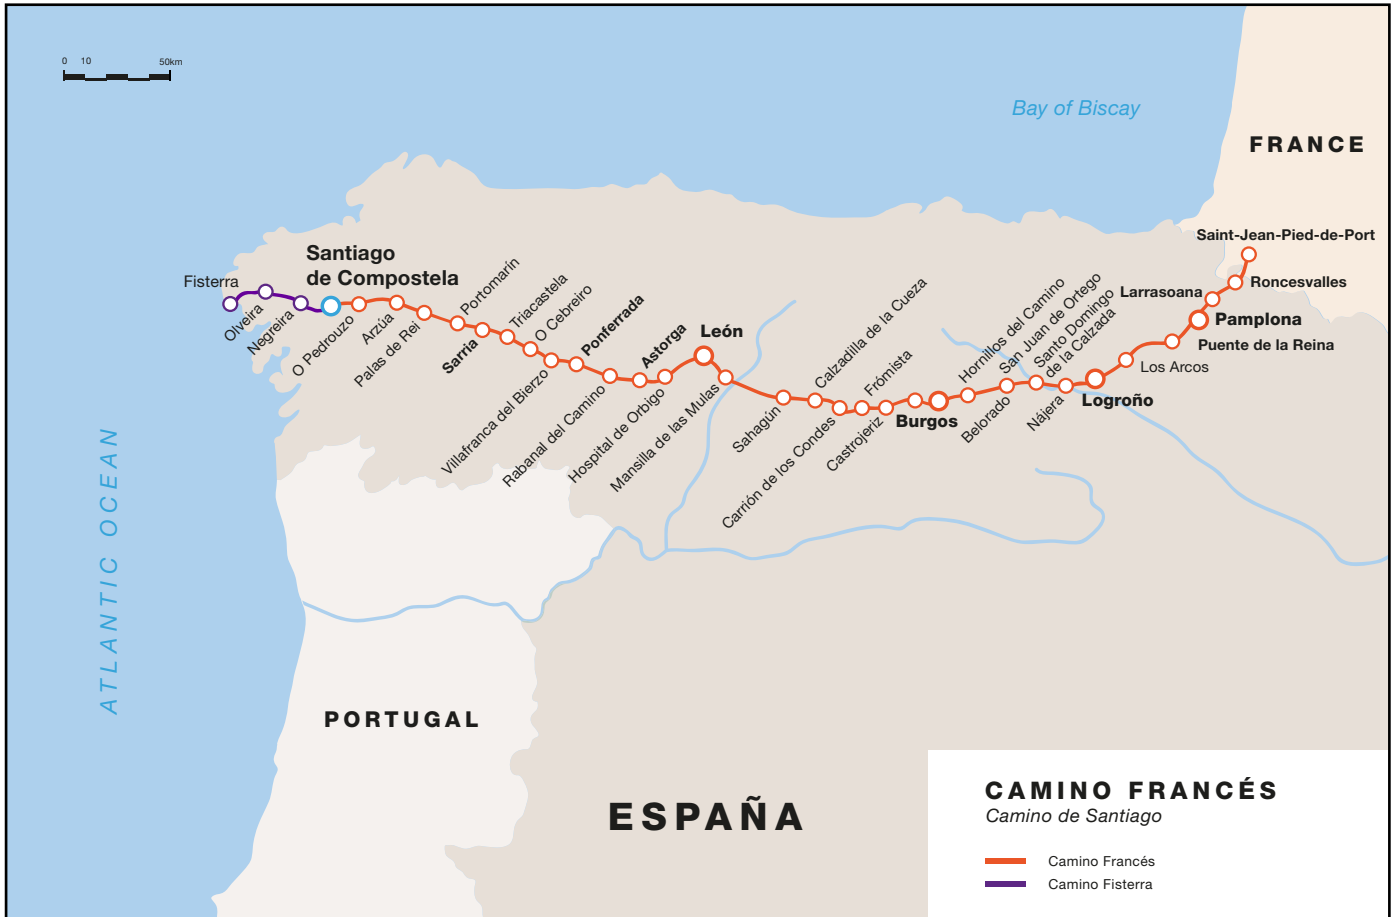 0 10 50km
Bay of Biscay
FRANCE
Saint-Jean-Pied-de-Port
Roncesvalles
Larrasoana
Pamplona
Puente de la Reina
Los Arcos
Logroño
Nájera
Santo Domingo
de la Calzada
Belorado
San Juan de Ortego
Hornillos del Camino
Burgos
Castrojeriz
Frómista
Carrión de los Condes
Calzadilla de la Cueza
Sahagún
Mansilla de las Mulas
León
Hospital de Orbigo
Astorga
Rabanal del Camino
Ponferrada
Villafranca del Bierzo
O Cebreiro
Triacastela
Sarria
Portomarín
Palas de Rei
Arzúa
O Pedrouzo
Santiago
de Compostela
Negreira
Olveira
Fisterra
ATLANTIC OCEAN
PORTUGAL
ESPAÑA
CAMINO FRANCÉS
Camino de Santiago
Camino Francés
Camino Fisterra